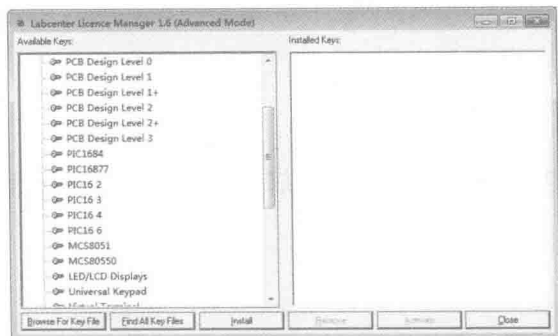 Labcenter Licence Manager 1.6 (Advanced Mode)
Available Keys:
Installed Keys:
PCB Design Level 0
PCB Design Level 1
PCB Design Level 1+
PCB Design Level 2
PCB Design Level 2+
PCB Design Level 3
PIC1684
PIC16877
PIC16 2
PIC16 3
PIC16 4
PIC16 6
MCS8051
MCS80550
LED/LCD Displays
Universal Keypad
Virtual Terminal
Browse For Key File
Find All Key Files
Install
Remove
Close